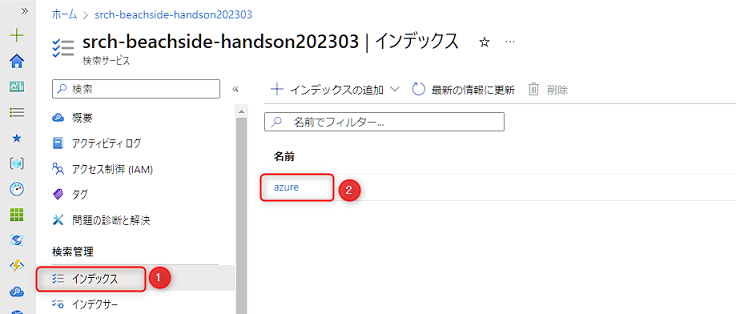 ホーム > srch-beachside-handson202303
srch-beachside-handson202303 | インデックス ☆ …
検索サービス
検索 «
概要
アクティビティ ログ
アクセス制御 (IAM)
タグ
問題の診断と解決
検索管理
インデックス 1
インデクサー
+ インデックスの追加 最新の情報に更新 削除
名前でフィルター...
名前
azure 2